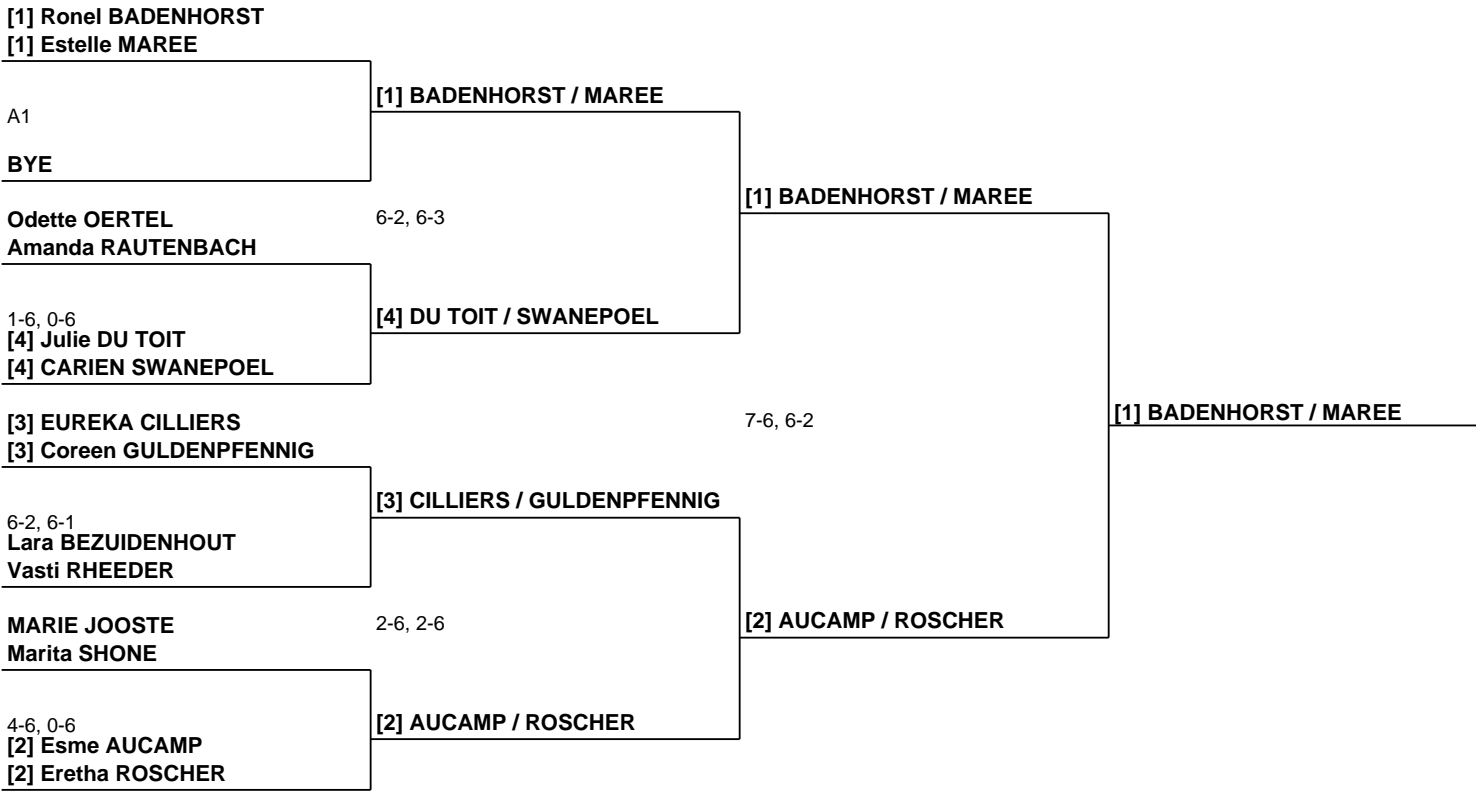 [1] Ronel BADENHORST
[1] Estelle MAREE
[1] BADENHORST / MAREE
A1
BYE
[1] BADENHORST / MAREE
Odette OERTEL
6-2, 6-3
Amanda RAUTENBACH
1-6, 0-6
[4] DU TOIT / SWANEPOEL
[4] Julie DU TOIT
[4] CARIEN SWANEPOEL
[1] BADENHORST / MAREE
[3] EUREKA CILLIERS
7-6, 6-2
[3] Coreen GULDENPFENNIG
[3] CILLIERS / GULDENPFENNIG
6-2, 6-1
Lara BEZUIDENHOUT
Vasti RHEEDER
[2] AUCAMP / ROSCHER
MARIE JOOSTE
2-6, 2-6
Marita SHONE
4-6, 0-6
[2] AUCAMP / ROSCHER
[2] Esme AUCAMP
[2] Eretha ROSCHER